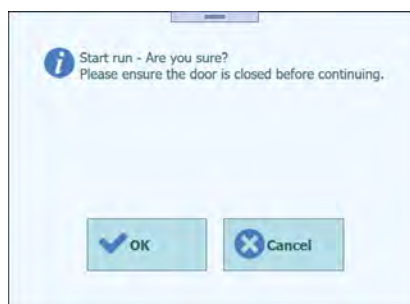 Start run - Are you sure?
Please ensure the door is closed before continuing.
OK
Cancel